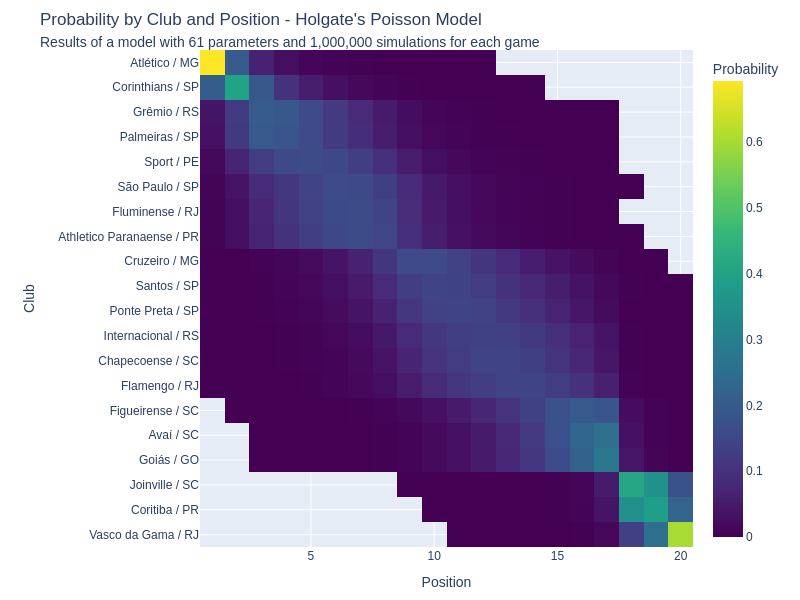 Probability by Club and Position - Holgate's Poisson Model
Results of a model with 61 parameters and 1,000,000 simulations for each game
Probability
Atlético / MG
Corinthians / SP
Grêmio / RS
Palmeiras / SP
Sport / PE
São Paulo / SP
Fluminense / RJ
Athletico Paranaense / PR
Cruzeiro / MG
Santos / SP
Ponte Preta / SP
Internacional / RS
Chapecoense / SC
Flamengo / RJ
Figueirense / SC
Avaí / SC
Goiás / GO
Joinville / SC
Coritiba / PR
Vasco da Gama / RJ
Club
0.6
0.5
0.4
0.3
0.2
0.1
0
5
10
15
20
Position